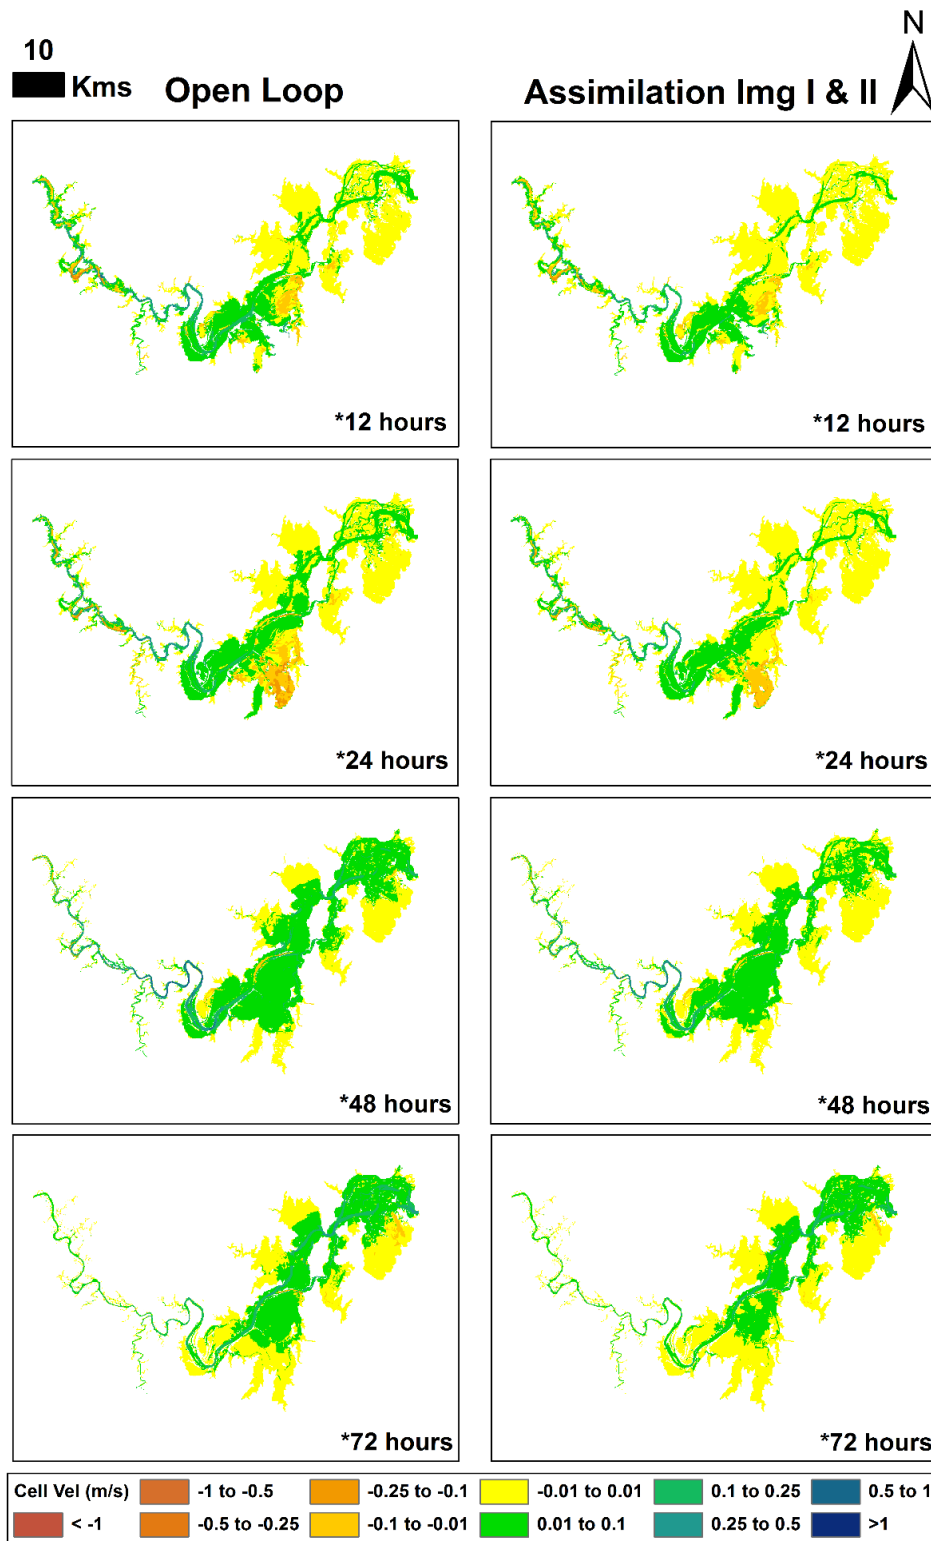 N
10
Kms
Open Loop
Assimilation Img I & II
*12 hours
*12 hours
*24 hours
*24 hours
*48 hours
*48 hours
*72 hours
*72 hours
Cell Vel (m/s) -1 to -0.5 -0.25 to -0.1 -0.01 to 0.01 0.1 to 0.25 0.5 to 1
< -1 -0.5 to -0.25 -0.1 to -0.01 0.01 to 0.1 0.25 to 0.5 >1